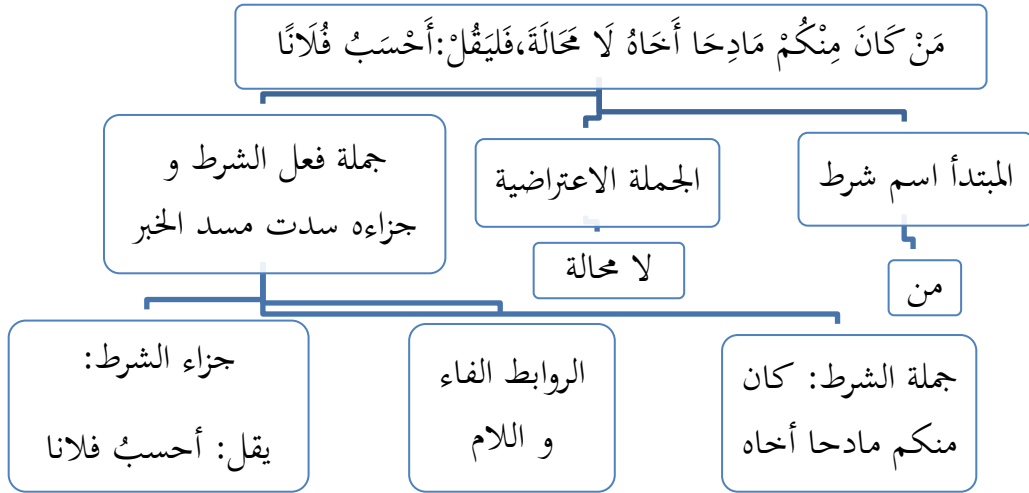 مَنْ كَانَ مِنْكُمْ مَادِحَا أَخَاهُ لَا مَحَالَةَ،فَليَقُلْ:أَحْسَبُ فُلَانًا
المبتدأ اسم شرط
من
الجملة الاعتراضية
لا محالة
جملة فعل الشرط و
جزاءه سدت مسد الخبر
جملة الشرط: كان
منكم مادحا أخاه
الروابط الفاء
و اللام
جزاء الشرط:
يقل: أحسبُ فلانا